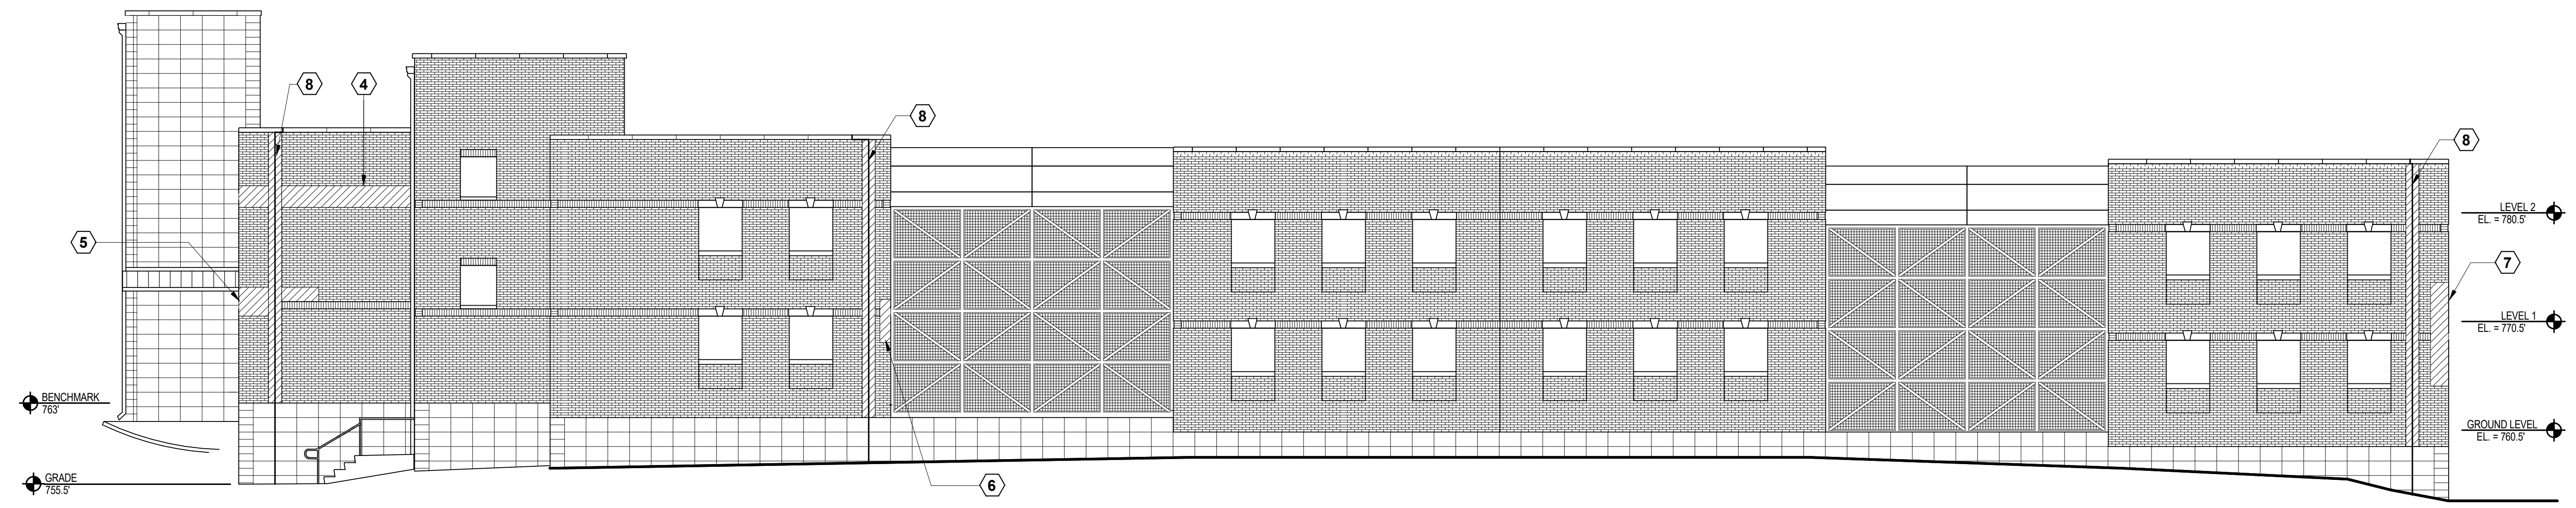 8
4
8
8
5
7
6
LEVEL 2
EL. = 780.5'
LEVEL 1
EL. = 770.5'
BENCHMARK
763'
GROUND LEVEL
EL. = 760.5'
GRADE
755.5'